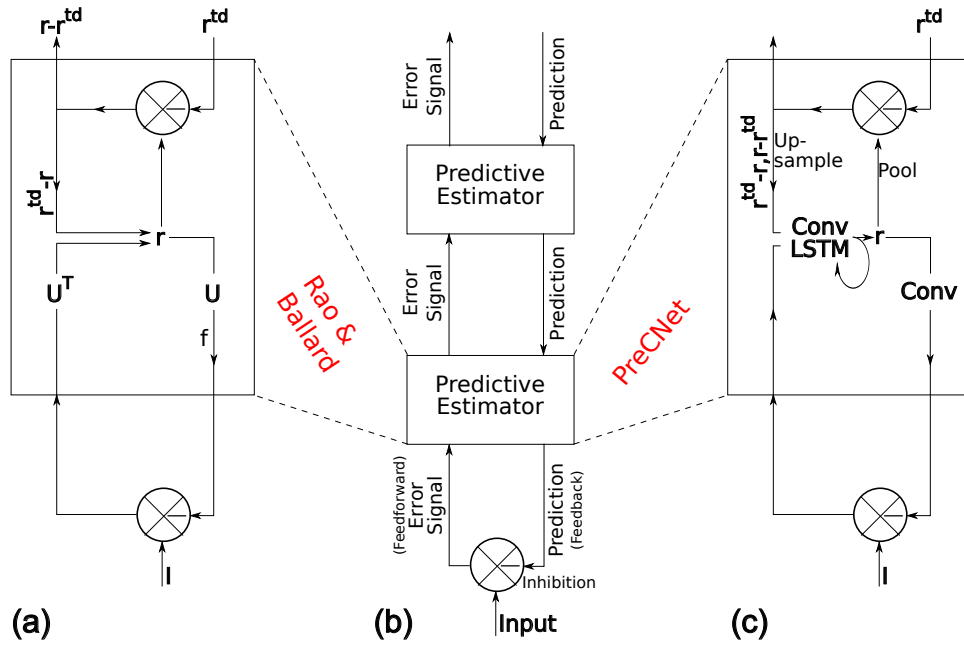 r-r^td
r^td
r^td-r
r
U^T
U
f
I
(a)
Rao &
Ballard
Error
Signal
Prediction
Predictive
Estimator
Error
Signal
Prediction
Predictive
Estimator
(Feedforward)
Error
Signal
Prediction
(Feedback)
Inhibition
Input
(b)
PreCNet
r^td
r^td-r,r-r^td
Up-
sample
Pool
Conv
LSTM
r
Conv
I
(c)